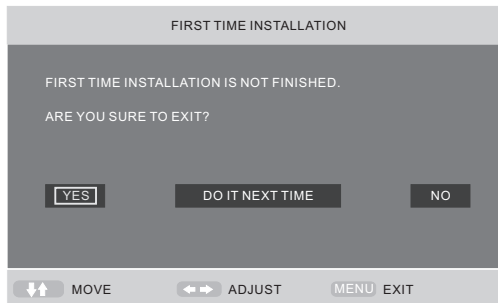 FIRST TIME INSTALLATION
FIRST TIME INSTALLATION IS NOT FINISHED.
ARE YOU SURE TO EXIT?
YES DO IT NEXT TIME NO
MOVE ADJUST MENU EXIT